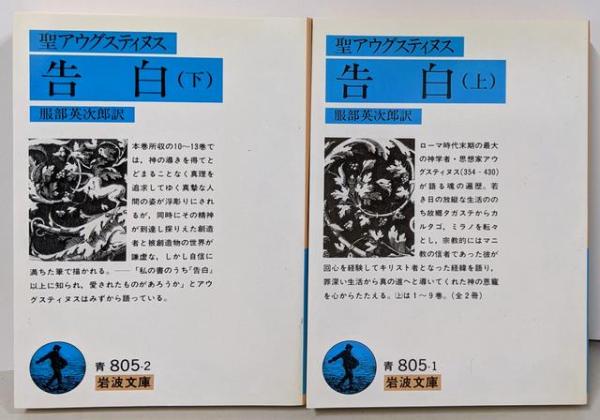 聖アウグスティヌス
告白(下)
服部英次郎訳
本巻所収の10〜13巻で
は,神の導きを得てと
どまることなく真理を
追求してゆく真摯な人
間の姿が浮彫りにされ
るが,同時にその精神
が到達し探りえた創造
者と被創造物の世界が
謙虚な,しかし自信に
満ちた筆で描かれる。――「私の書のうち『告白』
以上に知られ,愛されたものがあろうか」とアウ
グスティヌスはみずから語っている。
青 805-2
岩波文庫
聖アウグスティヌス
告白(上)
服部英次郎訳
ローマ時代末期の最大
の神学者・思想家アウ
グスティヌス(354-430)
が語る魂の遍歴。若
き日の放縦な生活のの
ち故郷タガステからカ
ルタゴ,ミラノを転々
とし,宗教的にはマニ
教の信者であった彼が
回心を経験してキリスト者となった経緯を語り,
罪深い生活から真の道へと導いてくれた神の恩寵
を心からたたえる。(上)は1〜9巻。(全2冊)
青 805-1
岩波文庫